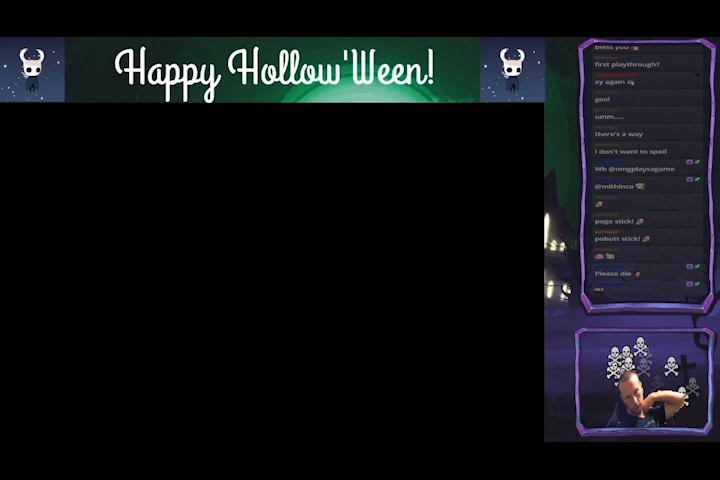 Happy Hollow'Ween!
bless you
first playthrough?
ey again
geo!
umm.....
there's a way
I don't want to spoil
Wb @omgplaysagame
@mithinco
pogo stick!
pobutt stick!
Please die